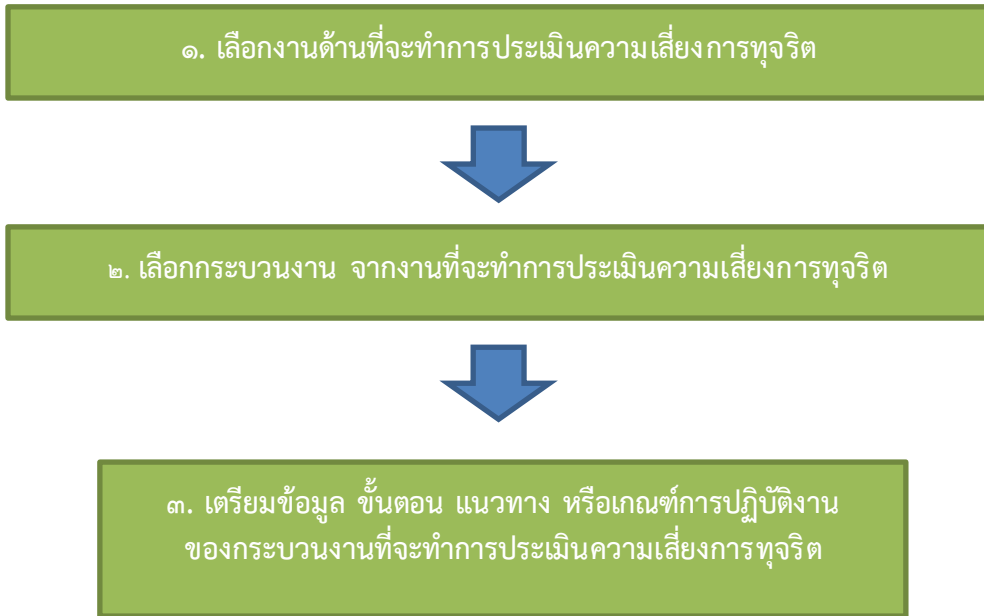 ๑. เลือกงานด้านที่จะทำการประเมินความเสี่ยงการทุจริต
๒. เลือกกระบวนงาน จากงานที่จะทำการประเมินความเสี่ยงการทุจริต
๓. เตรียมข้อมูล ขั้นตอน แนวทาง หรือเกณฑ์การปฏิบัติงาน
ของกระบวนงานที่จะทำการประเมินความเสี่ยงการทุจริต